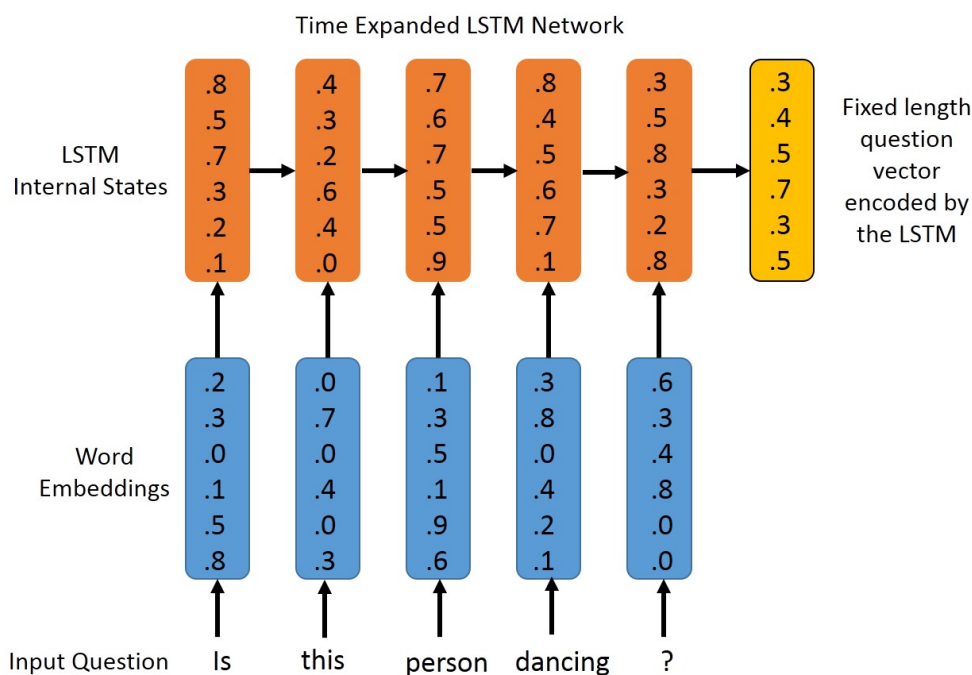 Time Expanded LSTM Network
LSTM
Internal States
.8 .4 .7 .8 .3 .3
.5 .3 .6 .4 .5 .4
.7 .2 .7 .5 .8 .5
.3 .6 .5 .6 .3 .7
.2 .4 .5 .7 .2 .3
.1 .0 .9 .1 .8 .5
Fixed length
question
vector
encoded by
the LSTM
Word
Embeddings
.2 .0 .1 .3 .6
.3 .7 .3 .8 .3
.0 .0 .5 .0 .4
.1 .4 .1 .4 .8
.5 .0 .9 .2 .0
.8 .3 .6 .1 .0
Input Question Is this person dancing ?